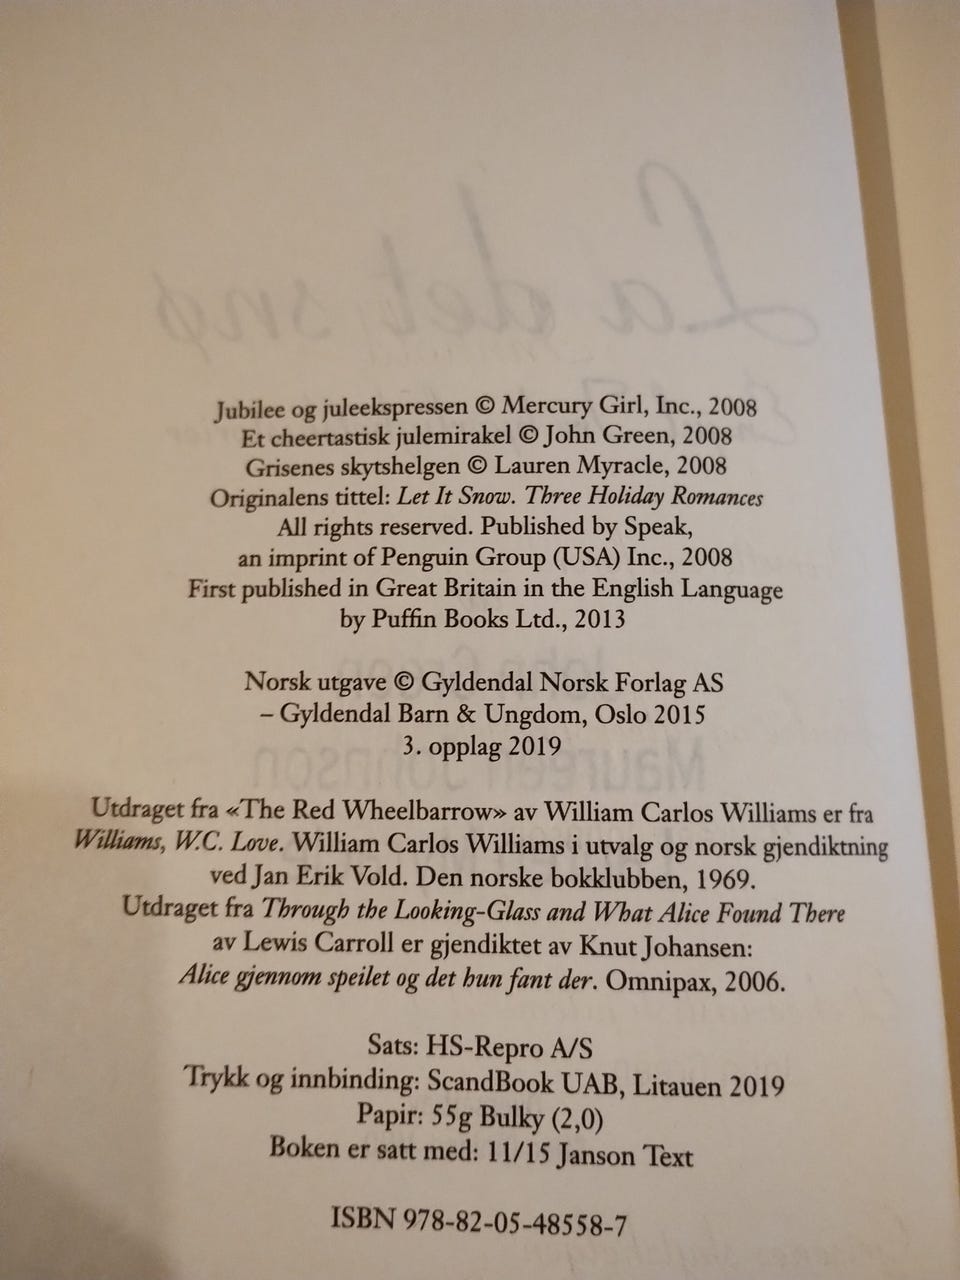 Jubilee og juleekspressen © Mercury Girl, Inc., 2008
Et cheertastisk julemirakel © John Green, 2008
Grisenes skytshelgen © Lauren Myracle, 2008
Originalens tittel: Let It Snow. Three Holiday Romances
All rights reserved. Published by Speak,
an imprint of Penguin Group (USA) Inc., 2008
First published in Great Britain in the English Language
by Puffin Books Ltd., 2013
Norsk utgave © Gyldendal Norsk Forlag AS
– Gyldendal Barn & Ungdom, Oslo 2015
3. opplag 2019
Utdraget fra «The Red Wheelbarrow» av William Carlos Williams er fra
Williams, W.C. Love. William Carlos Williams i utvalg og norsk gjendiktning
ved Jan Erik Vold. Den norske bokklubben, 1969.
Utdraget fra Through the Looking-Glass and What Alice Found There
av Lewis Carroll er gjendiktet av Knut Johansen:
Alice gjennom speilet og det hun fant der. Omnipax, 2006.
Sats: HS-Repro A/S
Trykk og innbinding: ScandBook UAB, Litauen 2019
Papir: 55g Bulky (2,0)
Boken er satt med: 11/15 Janson Text
ISBN 978-82-05-48558-7
La det snø
Maureen Johnson